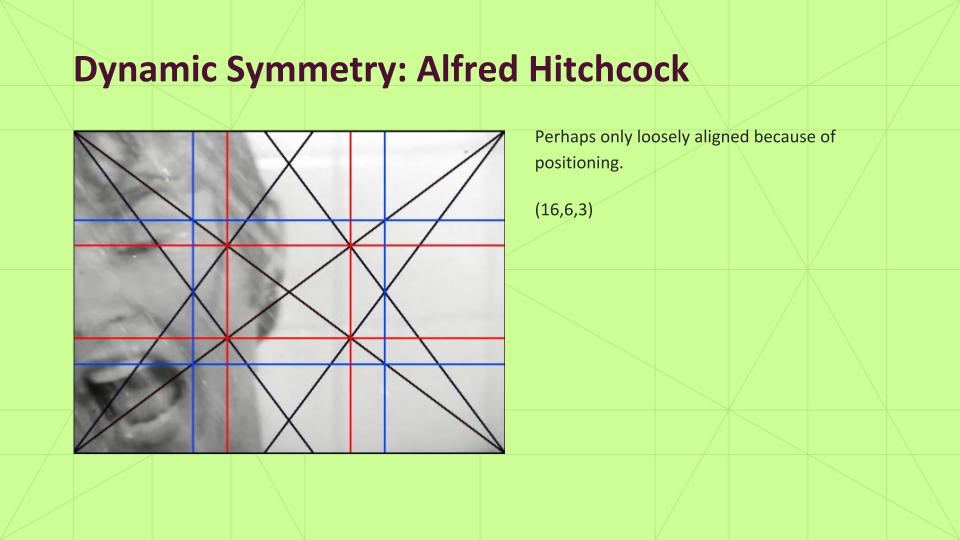 Dynamic Symmetry: Alfred Hitchcock
Perhaps only loosely aligned because of
positioning.
(16,6,3)